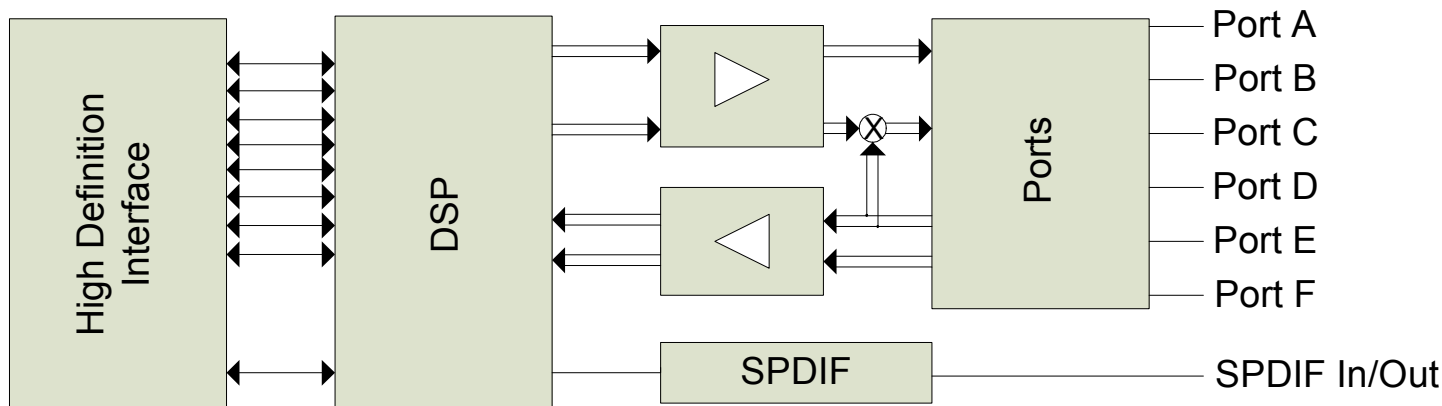 High Definition
Interface
DSP
X
Ports
Port A
Port B
Port C
Port D
Port E
Port F
SPDIF
SPDIF In/Out